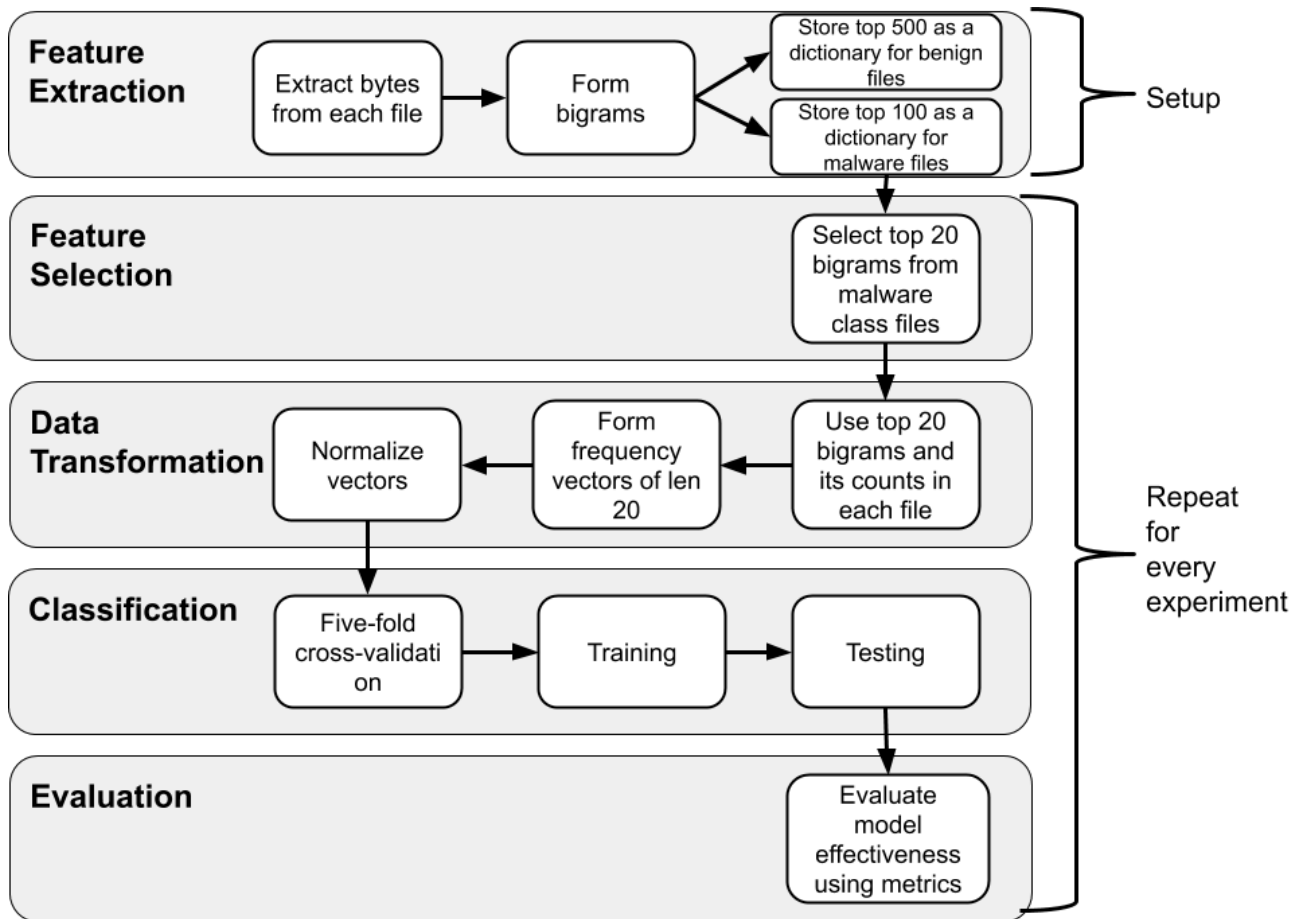 Feature
Extraction
Extract bytes
from each file
Form
bigrams
Store top 500 as a
dictionary for benign
files
Store top 100 as a
dictionary for
malware files
Setup
Feature
Selection
Select top 20
bigrams from
malware
class files
Data
Transformation
Use top 20
bigrams and
its counts in
each file
Form
frequency
vectors of len
20
Normalize
vectors
Repeat
for
every
experiment
Classification
Five-fold
cross-validati
on
Training
Testing
Evaluation
Evaluate
model
effectiveness
using metrics